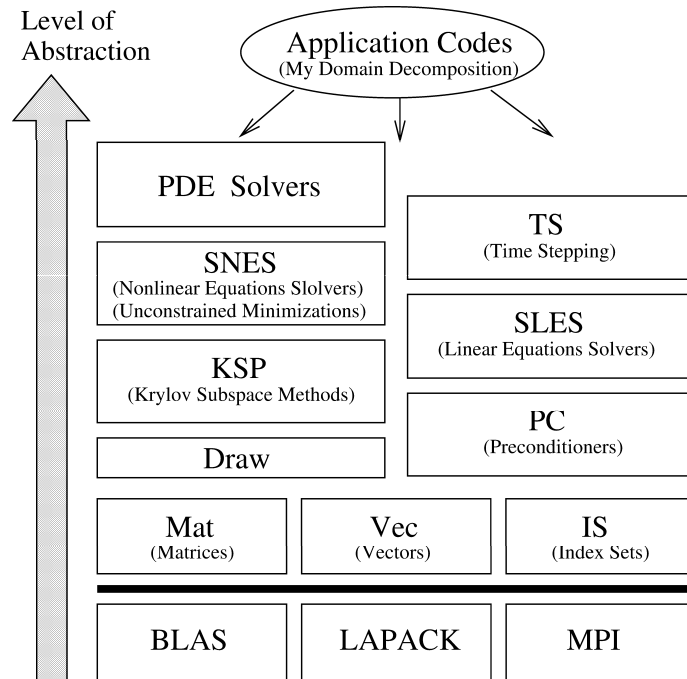 Level of
Abstraction
Application Codes
(My Domain Decomposition)
PDE Solvers
TS
(Time Stepping)
SNES
(Nonlinear Equations Slolvers)
(Unconstrained Minimizations)
SLES
(Linear Equations Solvers)
KSP
(Krylov Subspace Methods)
PC
(Preconditioners)
Draw
Mat
(Matrices)
Vec
(Vectors)
IS
(Index Sets)
BLAS
LAPACK
MPI